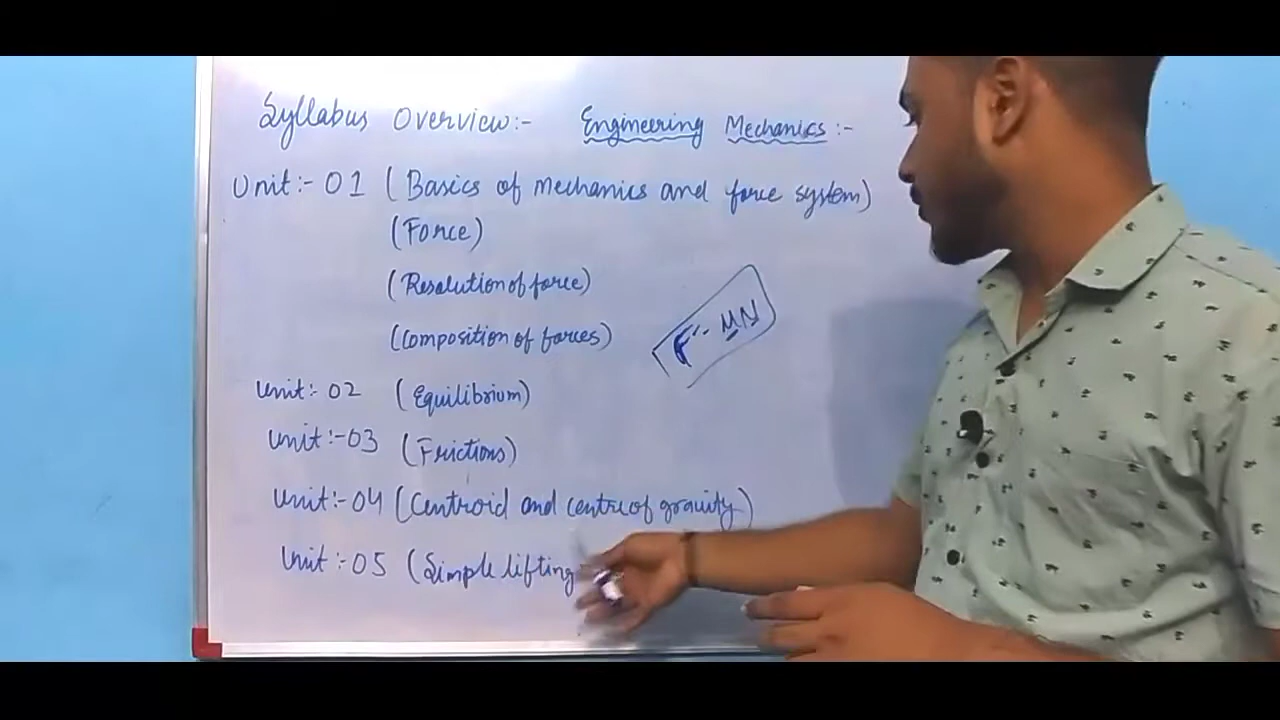 Syllabus Overview:- Engineering Mechanics:-
Unit:- 01 (Basics of mechanics and force system)
(Force)
(Resolution of force)
(Composition of forces)
F:- μN
Unit:- 02 (Equilibrium)
Unit:-03 (Frictions)
Unit:-04 (Centroid and centre of gravity)
Unit:-05 (Simple lifting